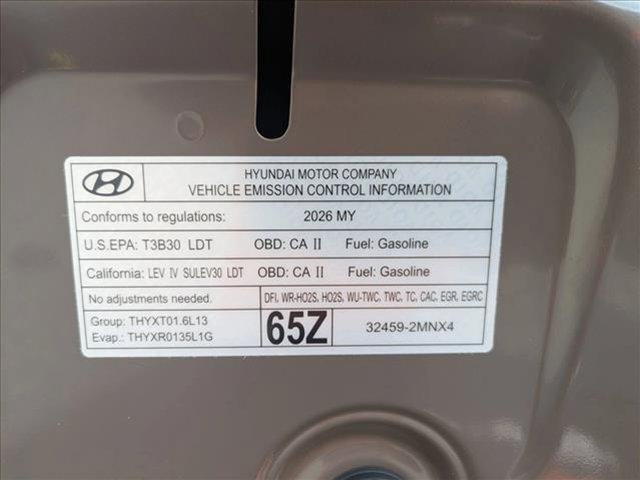 HYUNDAI MOTOR COMPANY
VEHICLE EMISSION CONTROL INFORMATION
Conforms to regulations: 2026 MY
U.S.EPA: T3B30 LDT OBD: CA II Fuel: Gasoline
California: LEV IV SULEV30 LDT OBD: CA II Fuel: Gasoline
No adjustments needed. DFI, WR-HO2S, HO2S, WU-TWC, TWC, TC, CAC, EGR, EGRC
Group: THYXT01.6L13
Evap.: THYXR0135L1G
65Z
32459-2MNX4